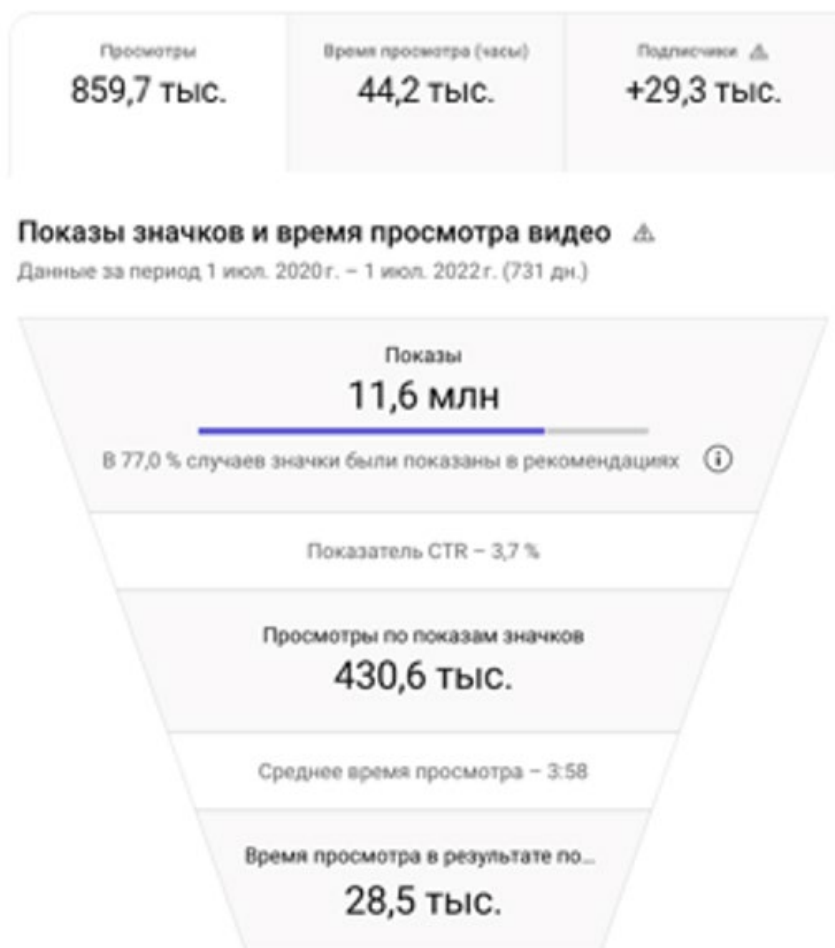 Просмотры
859,7 тыс.
Время просмотра (часы)
44,2 тыс.
Подписчики
+29,3 тыс.
Показы значков и время просмотра видео
Данные за период 1 июл. 2020 г. – 1 июл. 2022 г. (731 дн.)
Показы
11,6 млн
В 77,0 % случаев значки были показаны в рекомендациях
Показатель CTR – 3,7 %
Просмотры по показам значков
430,6 тыс.
Среднее время просмотра – 3:58
Время просмотра в результате по...
28,5 тыс.